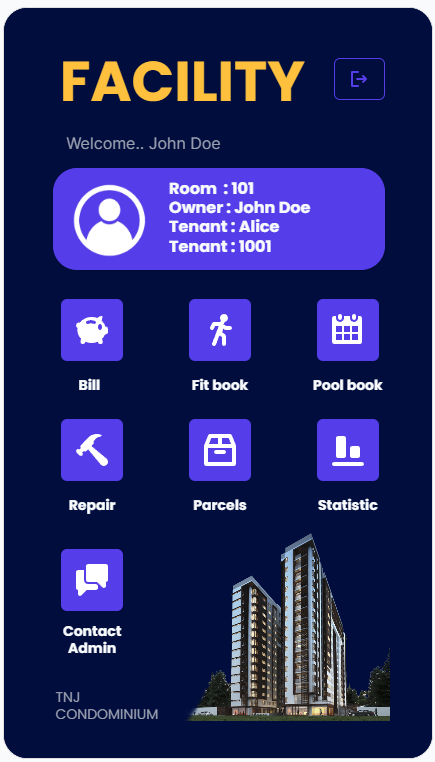 FACILITY
Welcome.. John Doe
Room : 101
Owner : John Doe
Tenant : Alice
Tenant : 1001
Bill
Fit book
Pool book
Repair
Parcels
Statistic
Contact
Admin
TNJ
CONDOMINIUM